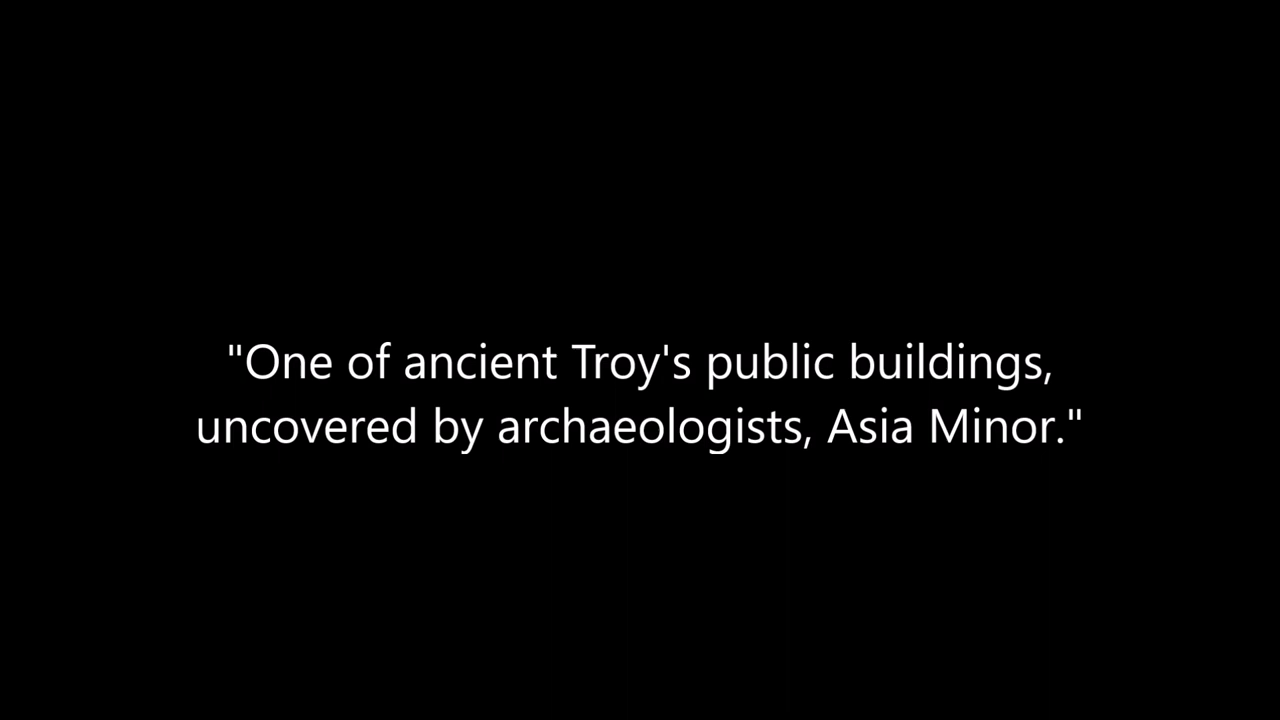 "One of ancient Troy's public buildings,
uncovered by archaeologists, Asia Minor."